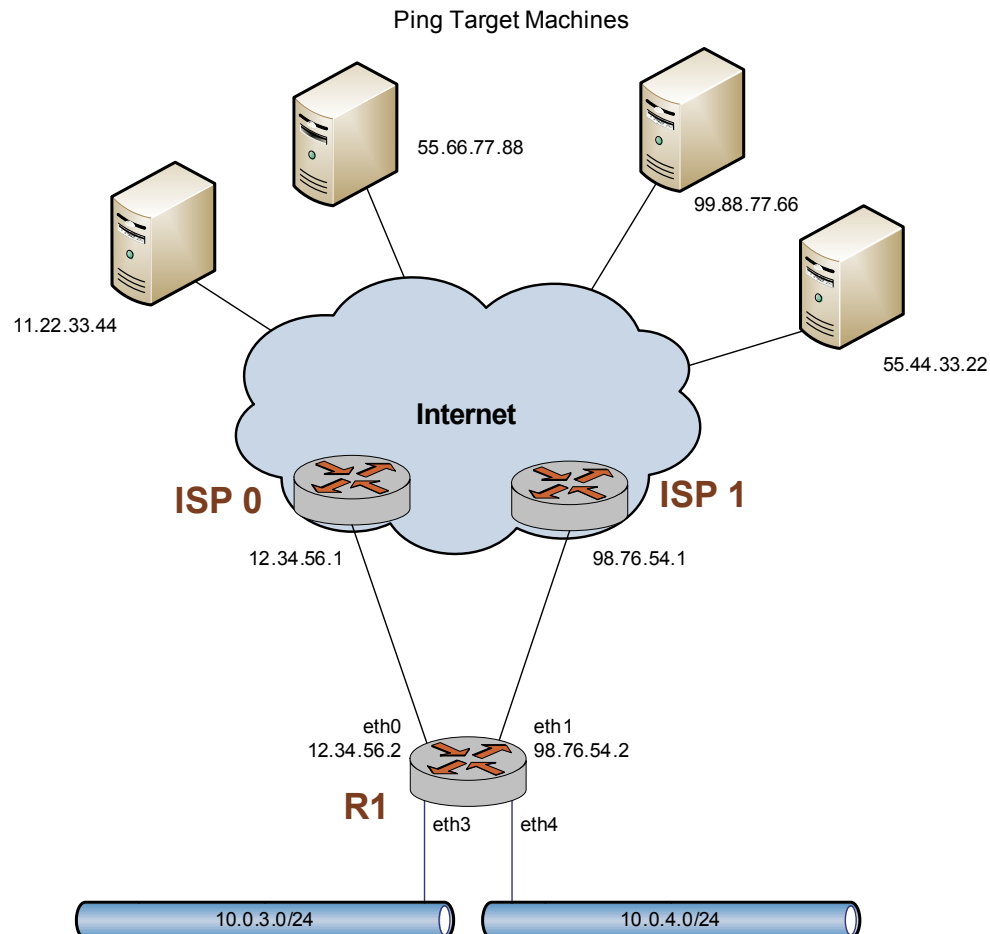 Ping Target Machines
55.66.77.88
99.88.77.66
11.22.33.44
55.44.33.22
Internet
ISP 0
ISP 1
12.34.56.1
98.76.54.1
eth0
12.34.56.2
eth1
98.76.54.2
R1
eth3
eth4
10.0.3.0/24
10.0.4.0/24